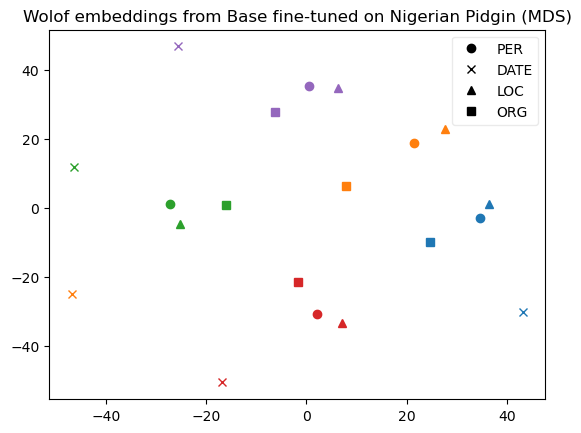 Wolof embeddings from Base fine-tuned on Nigerian Pidgin (MDS)
PER
DATE
LOC
ORG
40
20
0
−20
−40
−40 −20 0 20 40